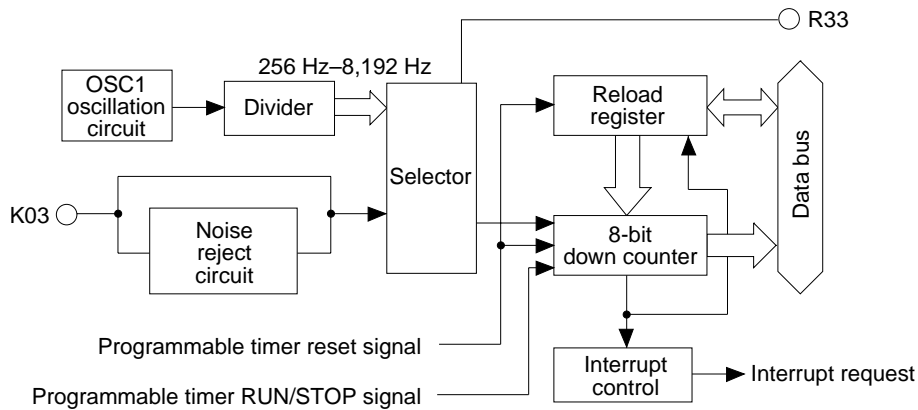 R33
256 Hz–8,192 Hz
OSC1
oscillation
circuit
Divider
Reload
register
Selector
Data bus
K03
Noise
reject
circuit
8-bit
down counter
Programmable timer reset signal
Interrupt
control
Interrupt request
Programmable timer RUN/STOP signal